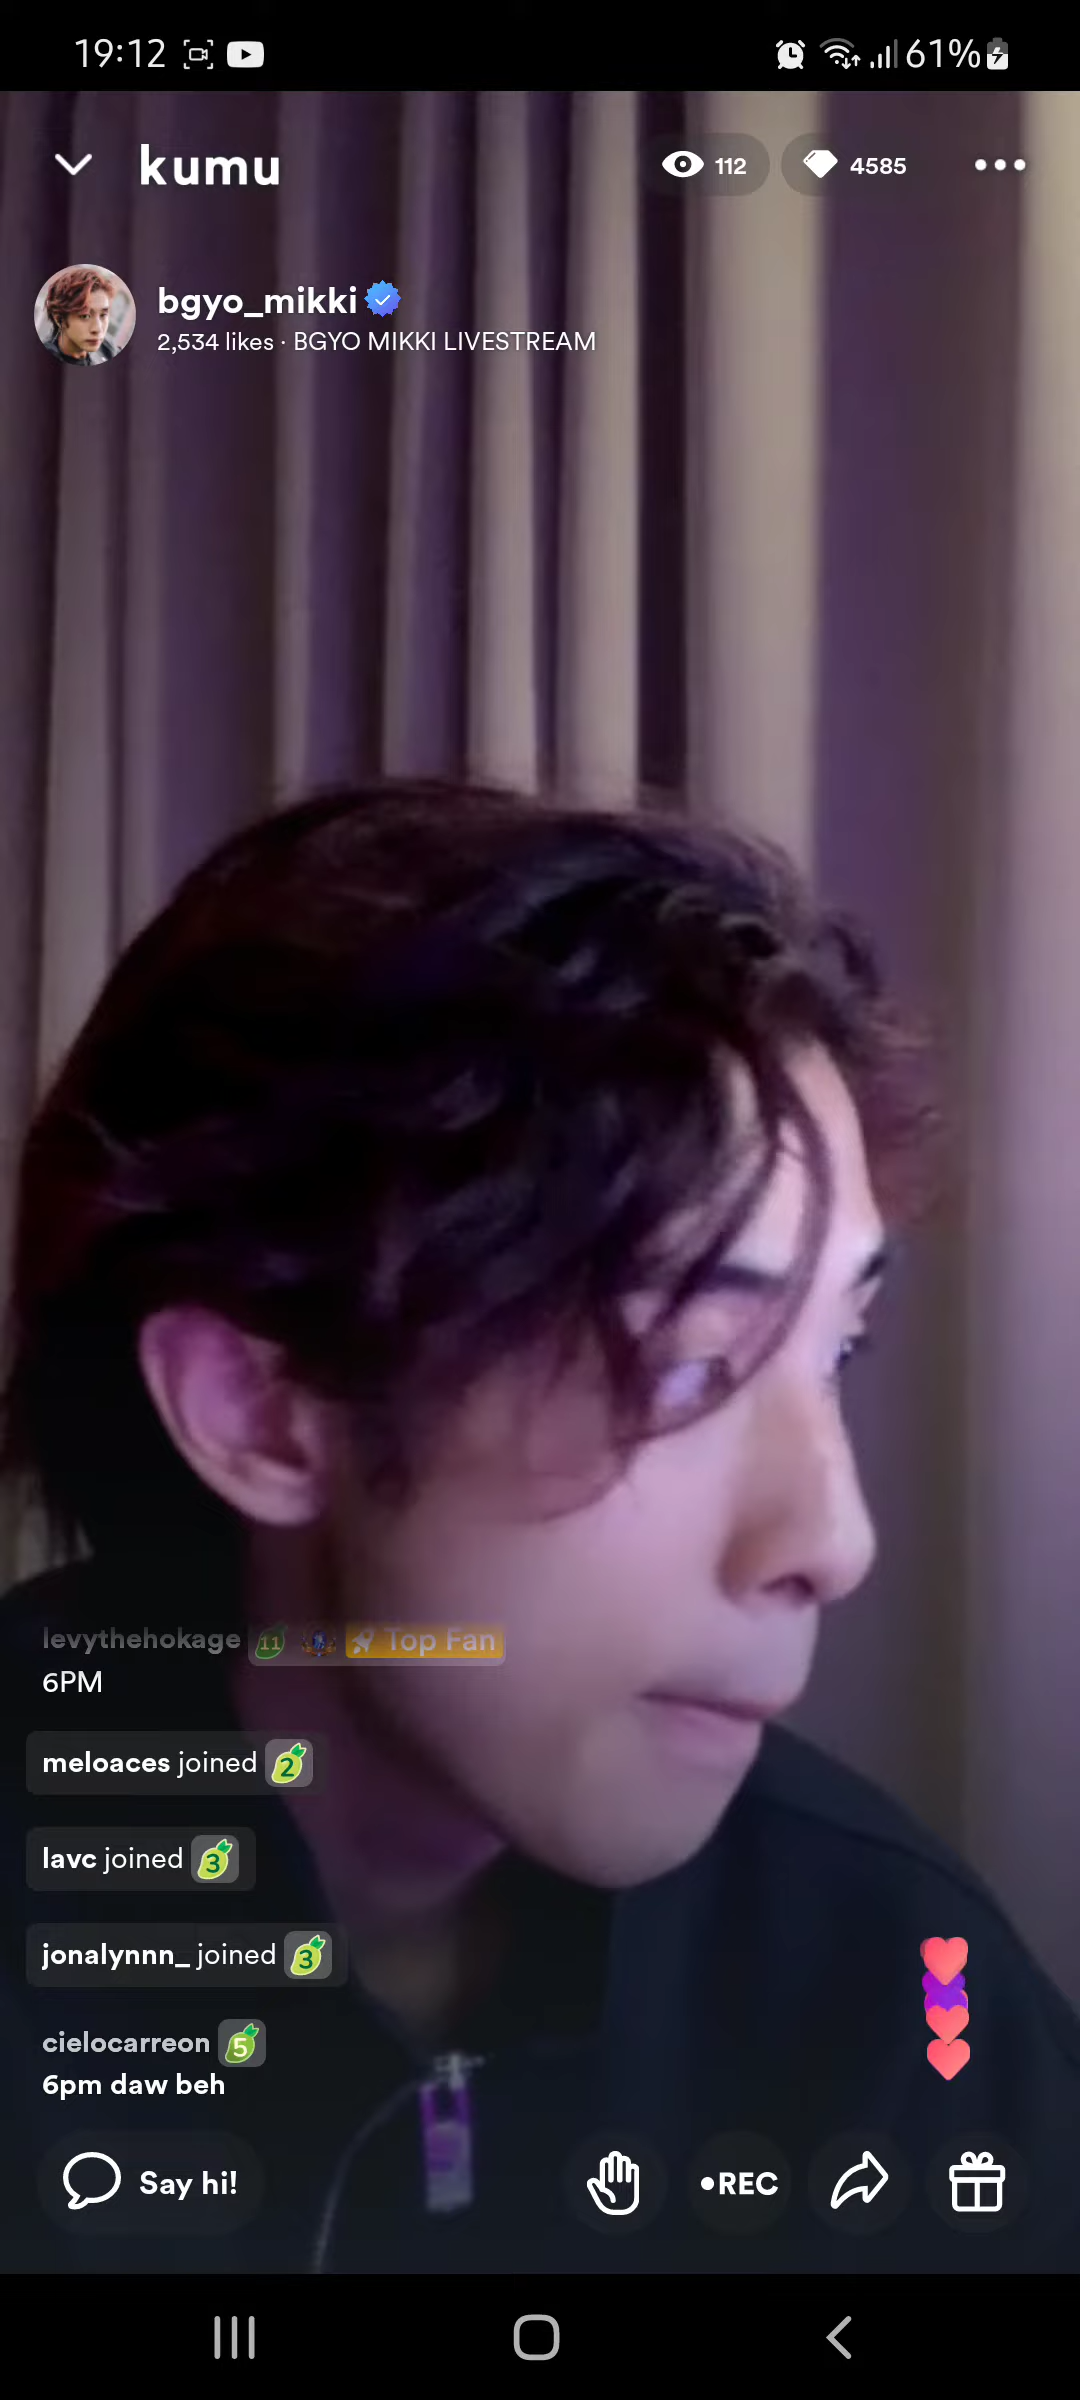 19:12
61%
kumu
112
4585
bgyo_mikki
2,534 likes · BGYO MIKKI LIVESTREAM
levythehokage 11 Top Fan
6PM
meloaces joined 2
lavc joined 3
jonalynnn_ joined 3
cielocarreon 5
6pm daw beh
Say hi!
•REC